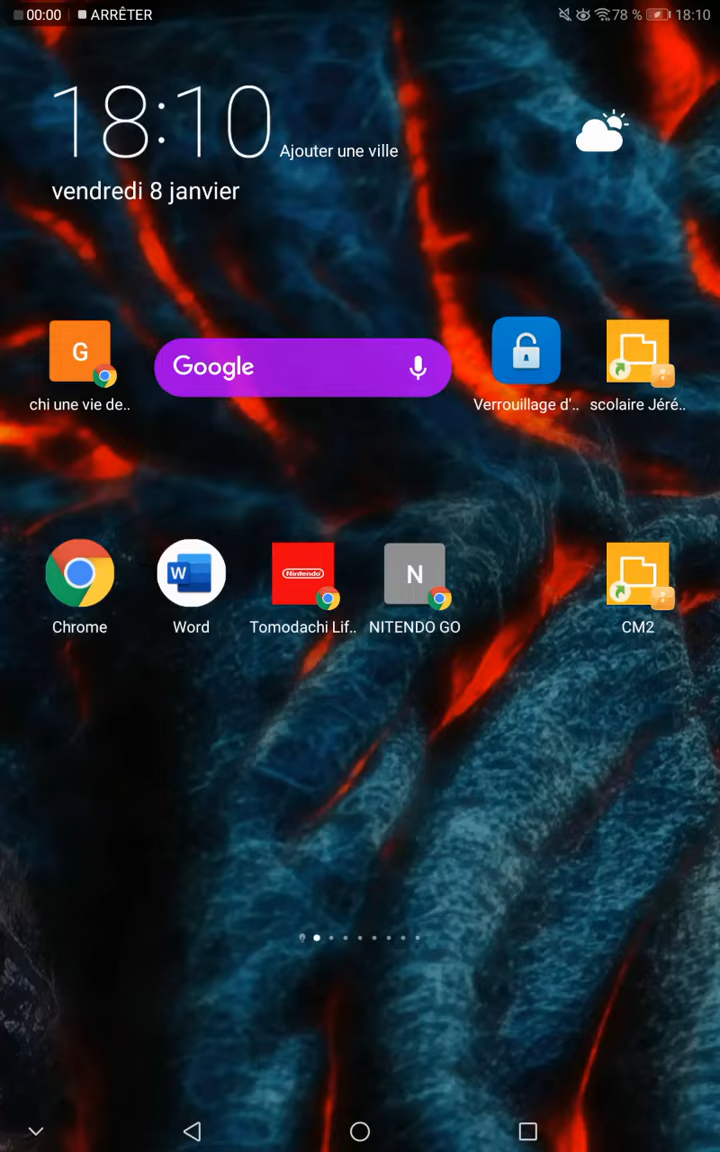 00:00 ARRÊTER 78 % 18:10
18:10 Ajouter une ville
vendredi 8 janvier
G
Google
chi une vie de..
Verrouillage d'..
scolaire Jéré..
W
Nintendo
N
Chrome
Word
Tomodachi Lif..
NITENDO GO
CM2